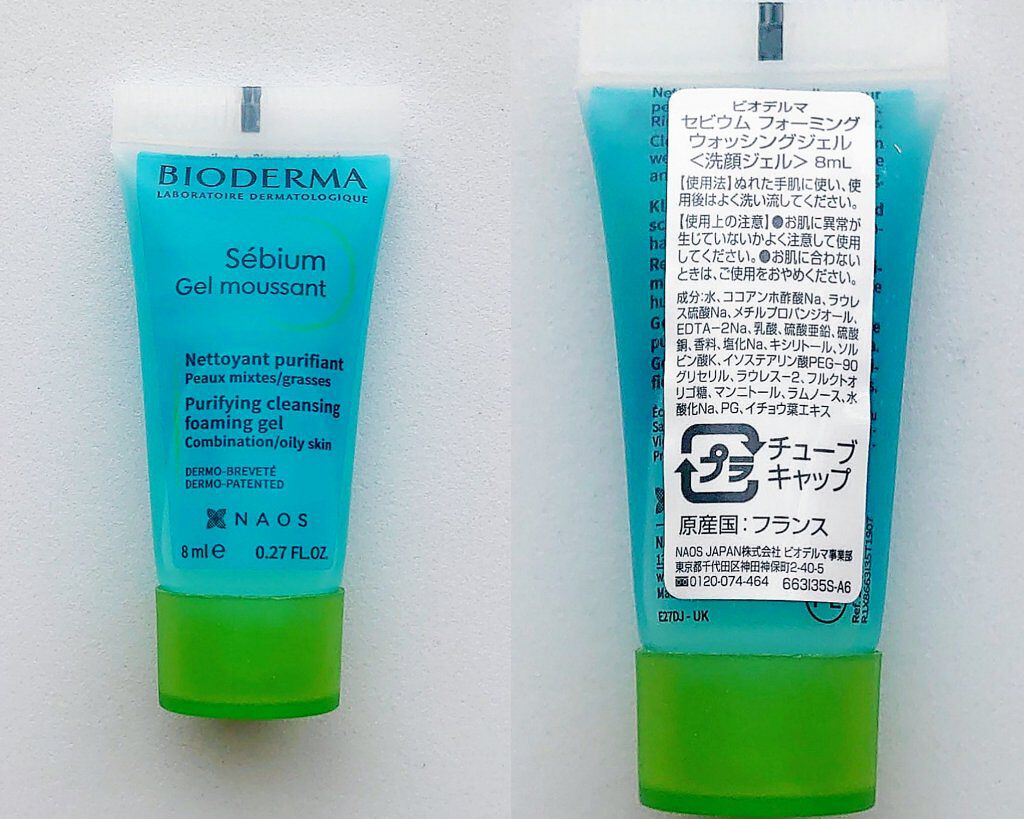 BIODERMA
LABORATOIRE DERMATOLOGIQUE
Sébium
Gel moussant
Nettoyant purifiant
Peaux mixtes/grasses
Purifying cleansing
foaming gel
Combination/oily skin
DERMO-BREVETÉ
DERMO-PATENTED
NAOS
8 ml e 0.27 FL.OZ.
ビオデルマ
セビウム フォーミング
ウォッシングジェル
<洗顔ジェル> 8mL
【使用法】ぬれた手肌に使い、使
用後はよく洗い流してください。
【使用上の注意】●お肌に異常が
生じていないかよく注意して使用
してください。●お肌に合わない
ときは、ご使用をおやめください。
成分:水、ココアンホ酢酸Na、ラウレ
ス硫酸Na、メチルプロパンジオール、
EDTA-2Na、乳酸、硫酸亜鉛、硫酸
銅、香料、塩化Na、キシリトール、ソル
ビン酸K、イソステアリン酸PEG-90
グリセリル、ラウレス-2、フルクトオ
リゴ糖、マンニトール、ラムノース、水
酸化Na、PG、イチョウ葉エキス
プラ
チューブ
キャップ
原産国:フランス
NAOS JAPAN株式会社 ビオデルマ事業部
東京都千代田区神田神保町2-40-5
0120-074-464 663I35S-A6
E27DJ - UK
Ref.
R1X8663I35T1907